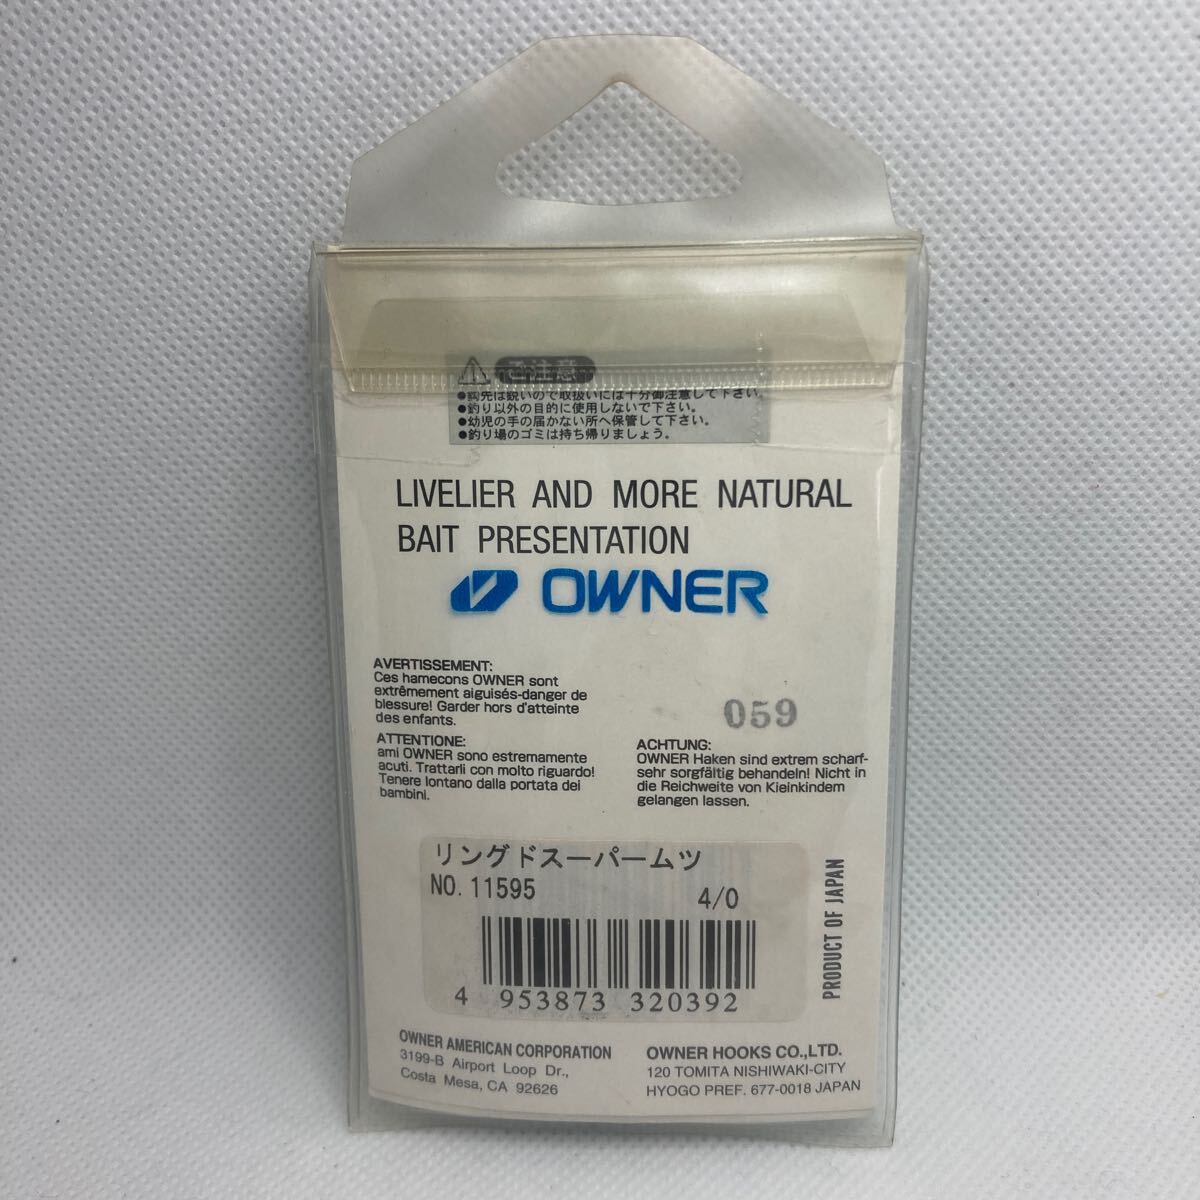 ご注意
●鈎先は鋭いので取扱いには十分御注意して下さい。
●釣り以外の目的に使用しないで下さい。
●幼児の手の届かない所へ保管して下さい。
●釣り場のゴミは持ち帰りましょう。
LIVELIER AND MORE NATURAL
BAIT PRESENTATION
OWNER
AVERTISSEMENT:
Ces hamecons OWNER sont
extrêmement aiguisés-danger de
blessure! Garder hors d'atteinte
des enfants.
059
ATTENTIONE:
ami OWNER sono estremamente
acuti. Trattarli con molto riguardo!
Tenere lontano dalla portata dei
bambini.
ACHTUNG:
OWNER Haken sind extrem scharf-
sehr sorgfältig behandeln! Nicht in
die Reichweite von Kieinkindem
gelangen lassen.
リングドスーパームツ
NO. 11595
4/0
4 953873 320392
PRODUCT OF JAPAN
OWNER AMERICAN CORPORATION
3199-B Airport Loop Dr.,
Costa Mesa, CA 92626
OWNER HOOKS CO.,LTD.
120 TOMITA NISHIWAKI-CITY
HYOGO PREF. 677-0018 JAPAN